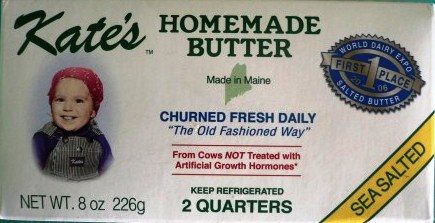 Kate's™
HOMEMADE
BUTTER
Made in Maine
WORLD DAIRY EXPO
FIRST 1 PLACE
2006
SALTED BUTTER
CHURNED FRESH DAILY
"The Old Fashioned Way"
From Cows NOT Treated with
Artificial Growth Hormones*
KEEP REFRIGERATED
2 QUARTERS
NET WT. 8 oz 226g
SEA SALTED